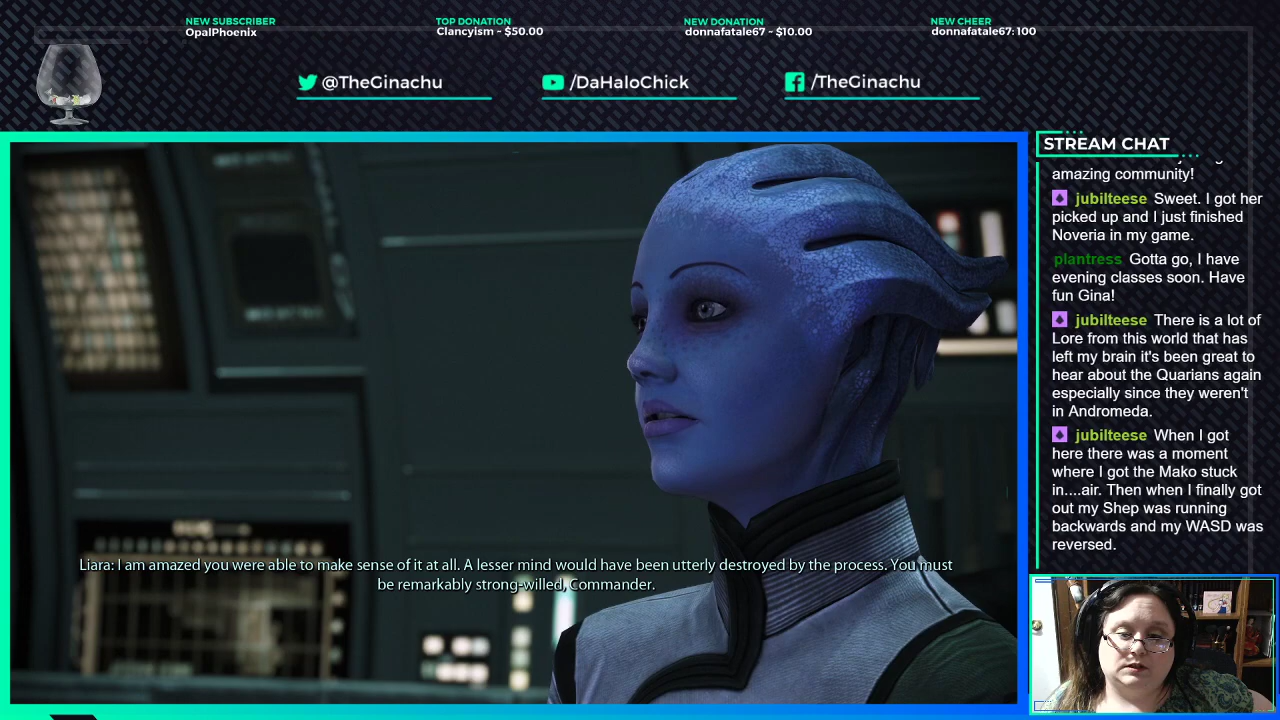 NEW SUBSCRIBER
OpalPhoenix
TOP DONATION
Clancyism - $50.00
NEW DONATION
donnafatale67 - $10.00
NEW CHEER
donnafatale67: 100
@TheGinachu
/DaHaloChick
/TheGinachu
STREAM CHAT
amazing community!
jubilteese Sweet. I got her
picked up and I just finished
Noveria in my game.
plantress Gotta go, I have
evening classes soon. Have
fun Gina!
jubilteese There is a lot of
Lore from this world that has
left my brain it's been great to
hear about the Quarians again
especially since they weren't
in Andromeda.
jubilteese When I got
here there was a moment
where I got the Mako stuck
in....air. Then when I finally got
out my Shep was running
backwards and my WASD was
reversed.
Liara: I am amazed you were able to make sense of it at all. A lesser mind would have been utterly destroyed by the process. You must
be remarkably strong-willed, Commander.